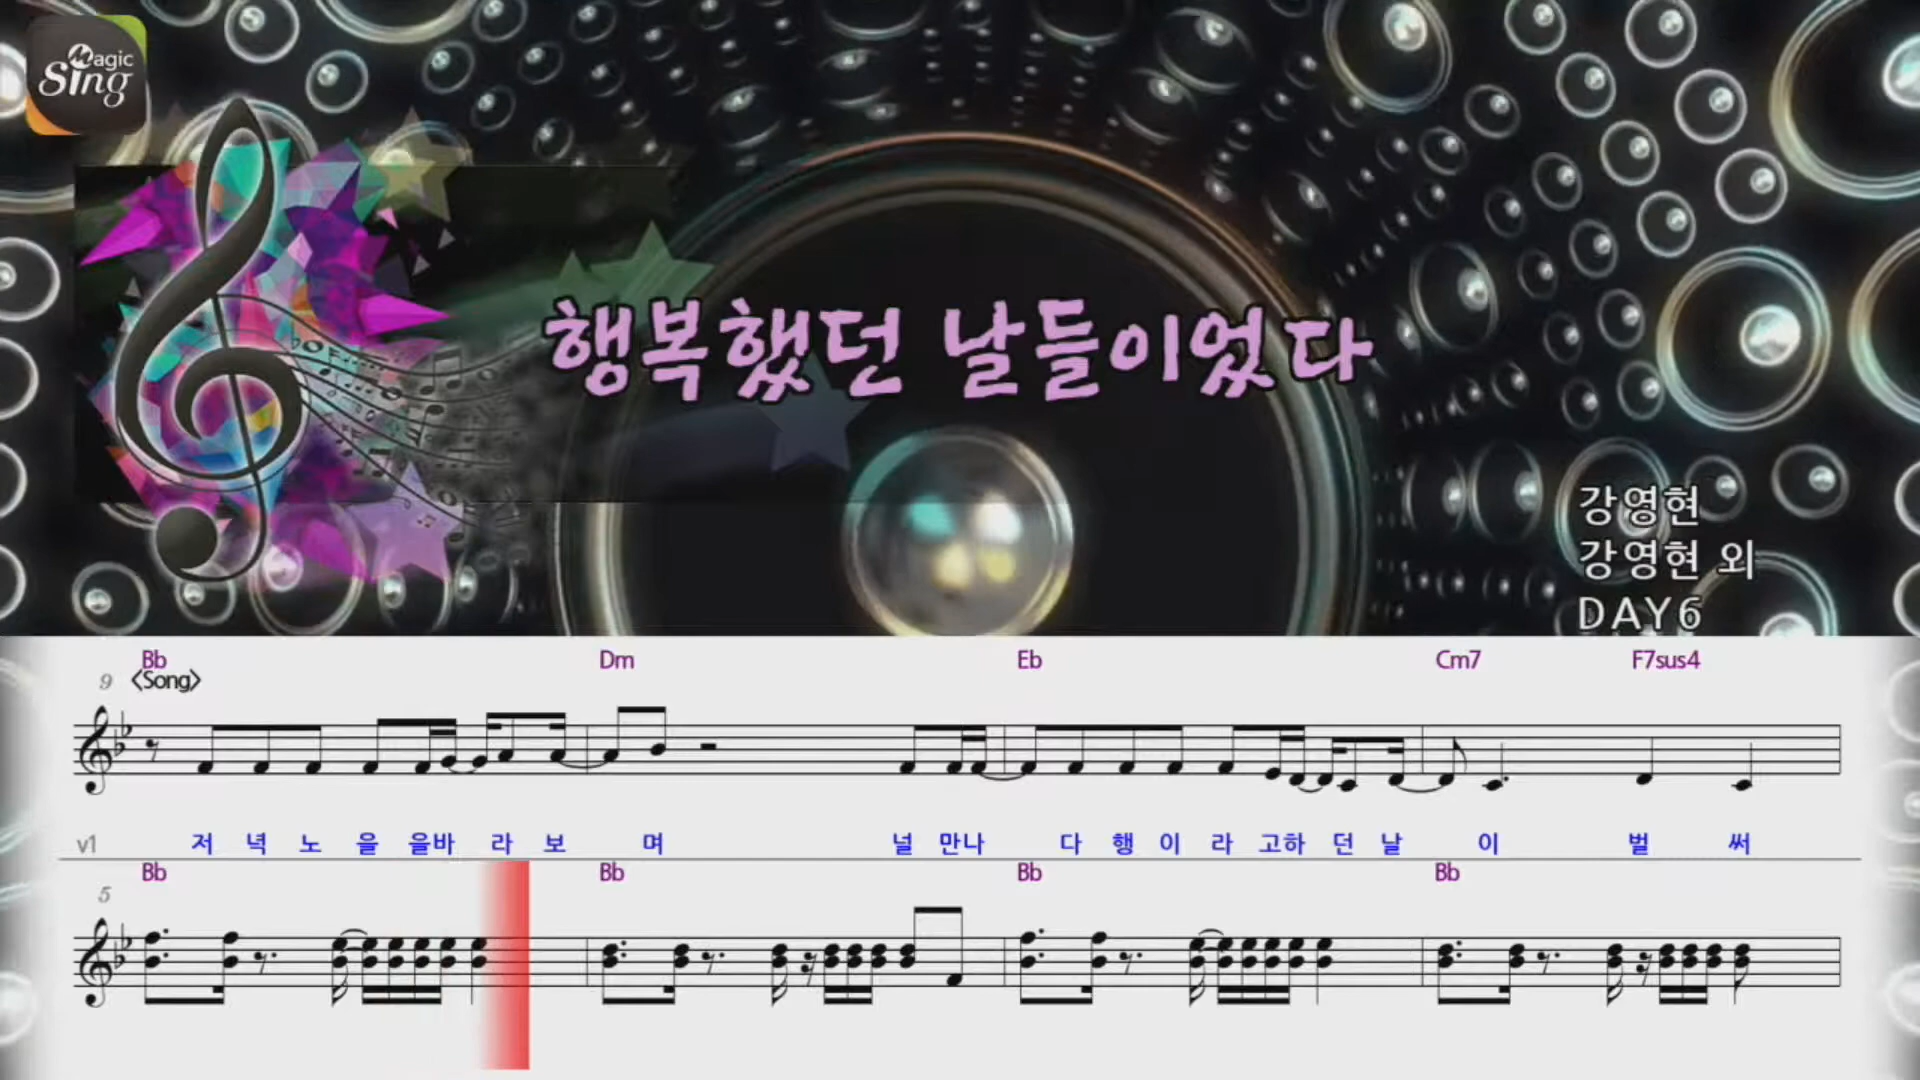 Magic
Sing
행복했던 날들이었다
강영현
강영현 외
DAY6
Bb Dm Eb Cm7 F7sus4
9 <Song>
v1 저 녁 노 을 을바 라 보 며 널 만나 다 행 이 라 고하 던 날 이 벌 써
Bb Bb Bb Bb
5